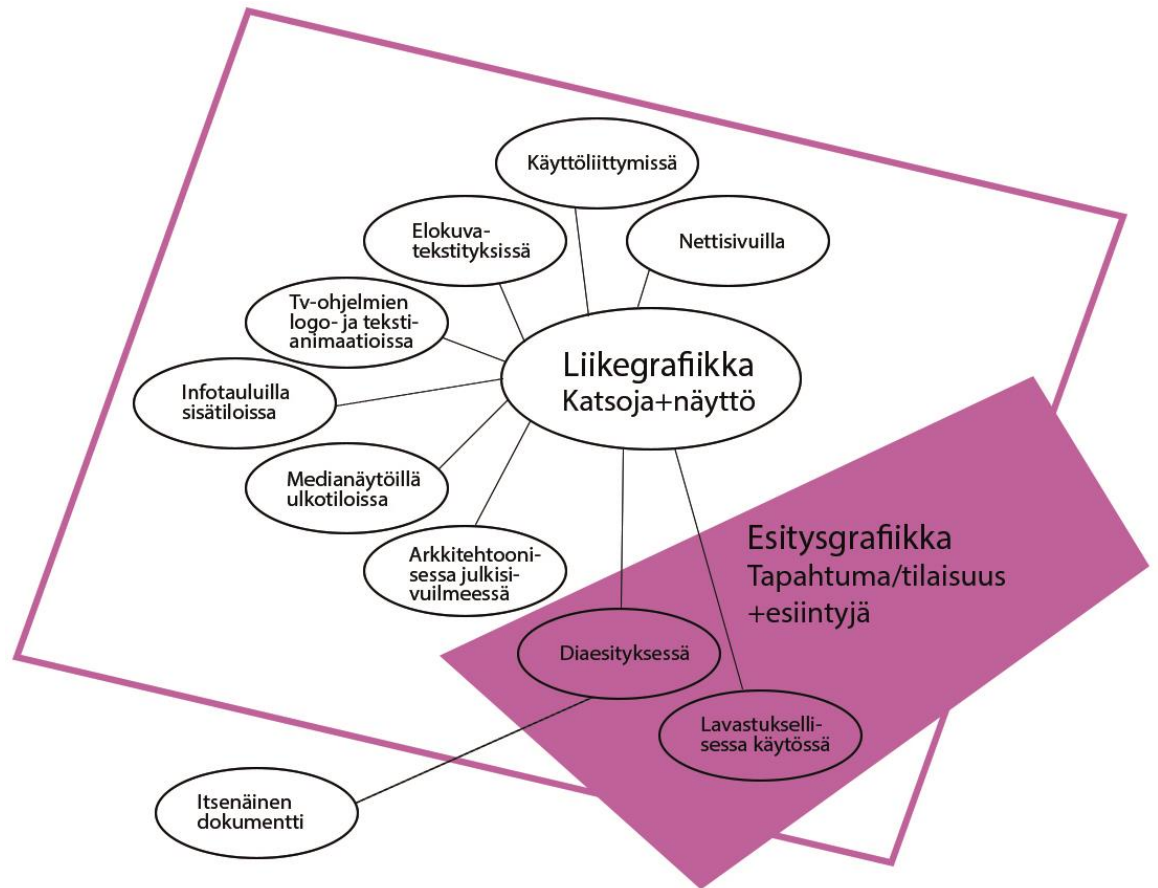 Käyttöliittymissä
Elokuva-
tekstityksissä
Nettisivuilla
Tv-ohjelmien
logo- ja teksti-
animaatioissa
Liikegrafiikka
Katsoja+näyttö
Infotauluilla
sisätiloissa
Medianäytöillä
ulkotiloissa
Arkkitehtooni-
sessa julkisi-
vuilmeessä
Esitysgrafiikka
Tapahtuma/tilaisuus
+esiintyjä
Diaesityksessä
Lavastukselli-
sessa käytössä
Itsenäinen
dokumentti